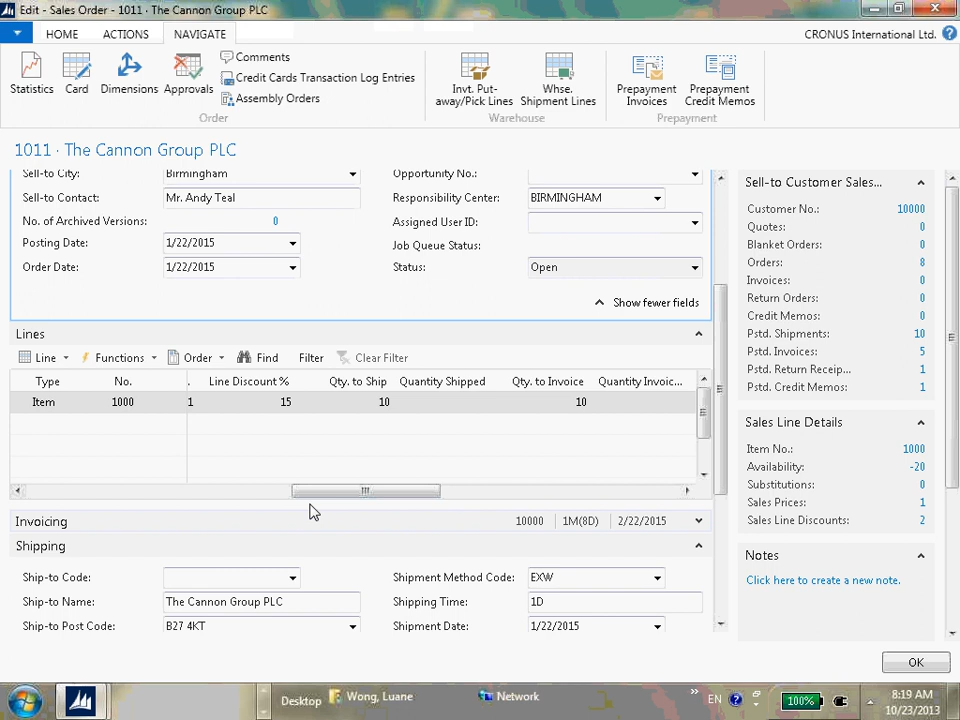 Edit - Sales Order - 1011 · The Cannon Group PLC
HOME ACTIONS NAVIGATE CRONUS International Ltd.
Statistics Card Dimensions Approvals
Comments
Credit Cards Transaction Log Entries
Assembly Orders
Order
Invt. Put-away/Pick Lines
Whse. Shipment Lines
Warehouse
Prepayment Invoices
Prepayment Credit Memos
Prepayment
1011 · The Cannon Group PLC
Sell-to City: Birmingham
Sell-to Contact: Mr. Andy Teal
No. of Archived Versions: 0
Posting Date: 1/22/2015
Order Date: 1/22/2015
Opportunity No.:
Responsibility Center: BIRMINGHAM
Assigned User ID:
Job Queue Status:
Status: Open
Show fewer fields
Lines
Line Functions Order Find Filter Clear Filter
Type No. . Line Discount % Qty. to Ship Quantity Shipped Qty. to Invoice Quantity Invoic...
Item 1000 1 15 10 10
Invoicing 10000 1M(8D) 2/22/2015
Shipping
Ship-to Code:
Ship-to Name: The Cannon Group PLC
Ship-to Post Code: B27 4KT
Shipment Method Code: EXW
Shipping Time: 1D
Shipment Date: 1/22/2015
Sell-to Customer Sales...
Customer No.: 10000
Quotes: 0
Blanket Orders: 0
Orders: 8
Invoices: 0
Return Orders: 0
Credit Memos: 0
Pstd. Shipments: 10
Pstd. Invoices: 5
Pstd. Return Receip... 1
Pstd. Credit Memos: 1
Sales Line Details
Item No.: 1000
Availability: -20
Substitutions: 0
Sales Prices: 1
Sales Line Discounts: 2
Notes
Click here to create a new note.
OK
Desktop Wong, Luane Network EN 100% 8:19 AM
10/23/2013